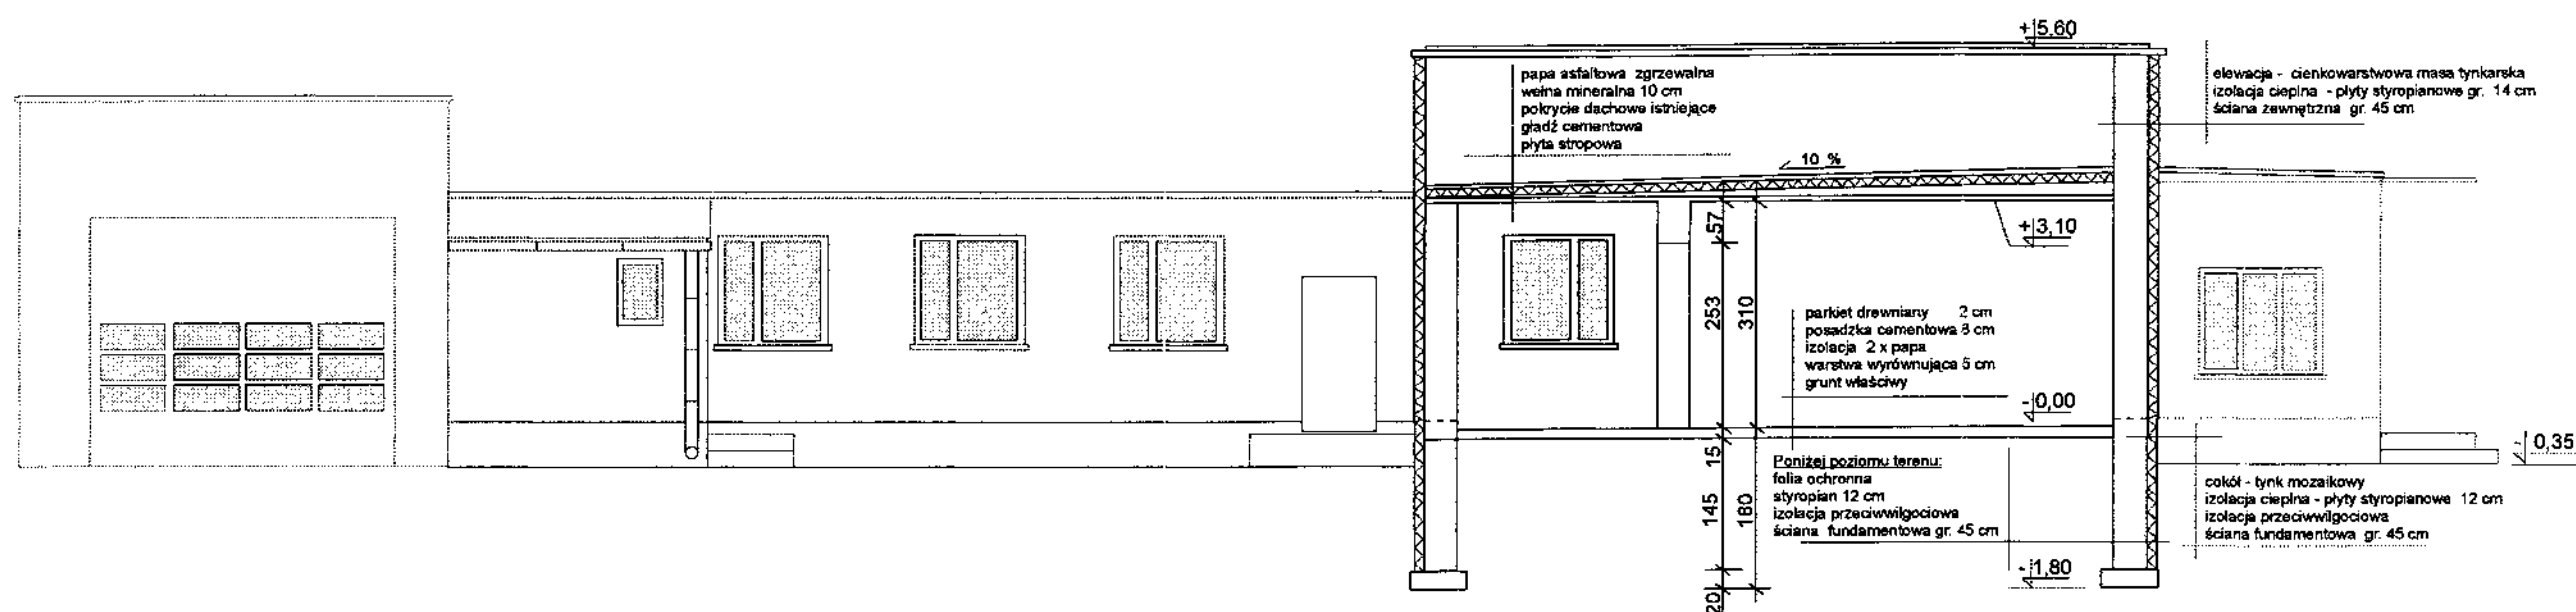 +5,60
papa asfaltowa zgrzewalna
wełna mineralna 10 cm
pokrycie dachowe istniejące
gładź cementowa
płyta stropowa
elewacja - cienkowarstwowa masa tynkarska
izolacja cieplna - płyty styropianowe gr. 14 cm
ściana zewnętrzna gr. 45 cm
10 %
57
+3,10
253
310
parkiet drewniany 2 cm
posadzka cementowa 8 cm
izolacja 2 x papa
warstwa wyrównująca 5 cm
grunt właściwy
-0,00
- 0,35
15
145
180
Poniżej poziomu terenu:
folia ochronna
styropian 12 cm
izolacja przeciwwilgociowa
ściana fundamentowa gr. 45 cm
cokół - tynk mozaikowy
izolacja cieplna - płyty styropianowe 12 cm
izolacja przeciwwilgociowa
ściana fundamentowa gr. 45 cm
-1,80
20